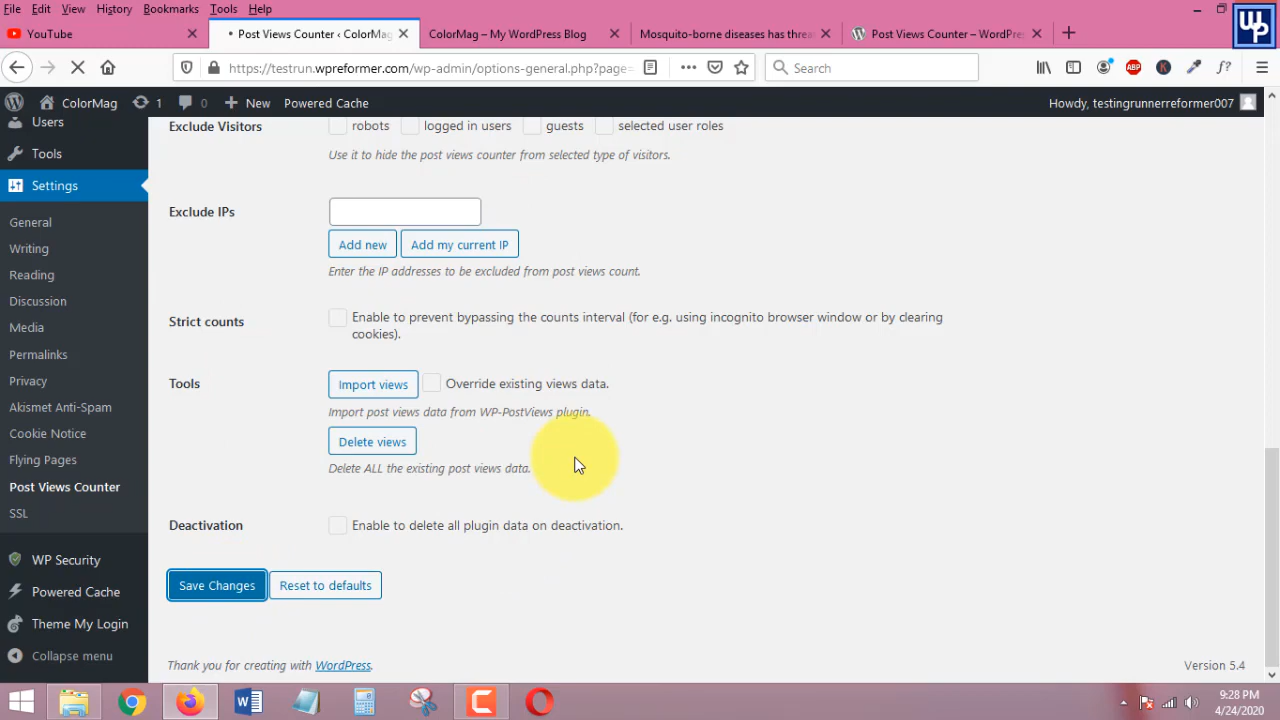 File Edit View History Bookmarks Tools Help
YouTube
Post Views Counter ‹ ColorMag
ColorMag – My WordPress Blog
Mosquito-borne diseases has threa
Post Views Counter – WordPres
https://testrun.wpreformer.com/wp-admin/options-general.php?page=
Search
ColorMag 1 0 New Powered Cache
Howdy, testingrunnerreformer007
Users
Tools
Settings
General
Writing
Reading
Discussion
Media
Permalinks
Privacy
Akismet Anti-Spam
Cookie Notice
Flying Pages
Post Views Counter
SSL
WP Security
Powered Cache
Theme My Login
Collapse menu
Exclude Visitors robots logged in users guests selected user roles
Use it to hide the post views counter from selected type of visitors.
Exclude IPs
Add new Add my current IP
Enter the IP addresses to be excluded from post views count.
Strict counts Enable to prevent bypassing the counts interval (for e.g. using incognito browser window or by clearing
cookies).
Tools Import views Override existing views data.
Import post views data from WP-PostViews plugin.
Delete views
Delete ALL the existing post views data.
Deactivation Enable to delete all plugin data on deactivation.
Save Changes Reset to defaults
Thank you for creating with WordPress.
Version 5.4
9:28 PM
4/24/2020